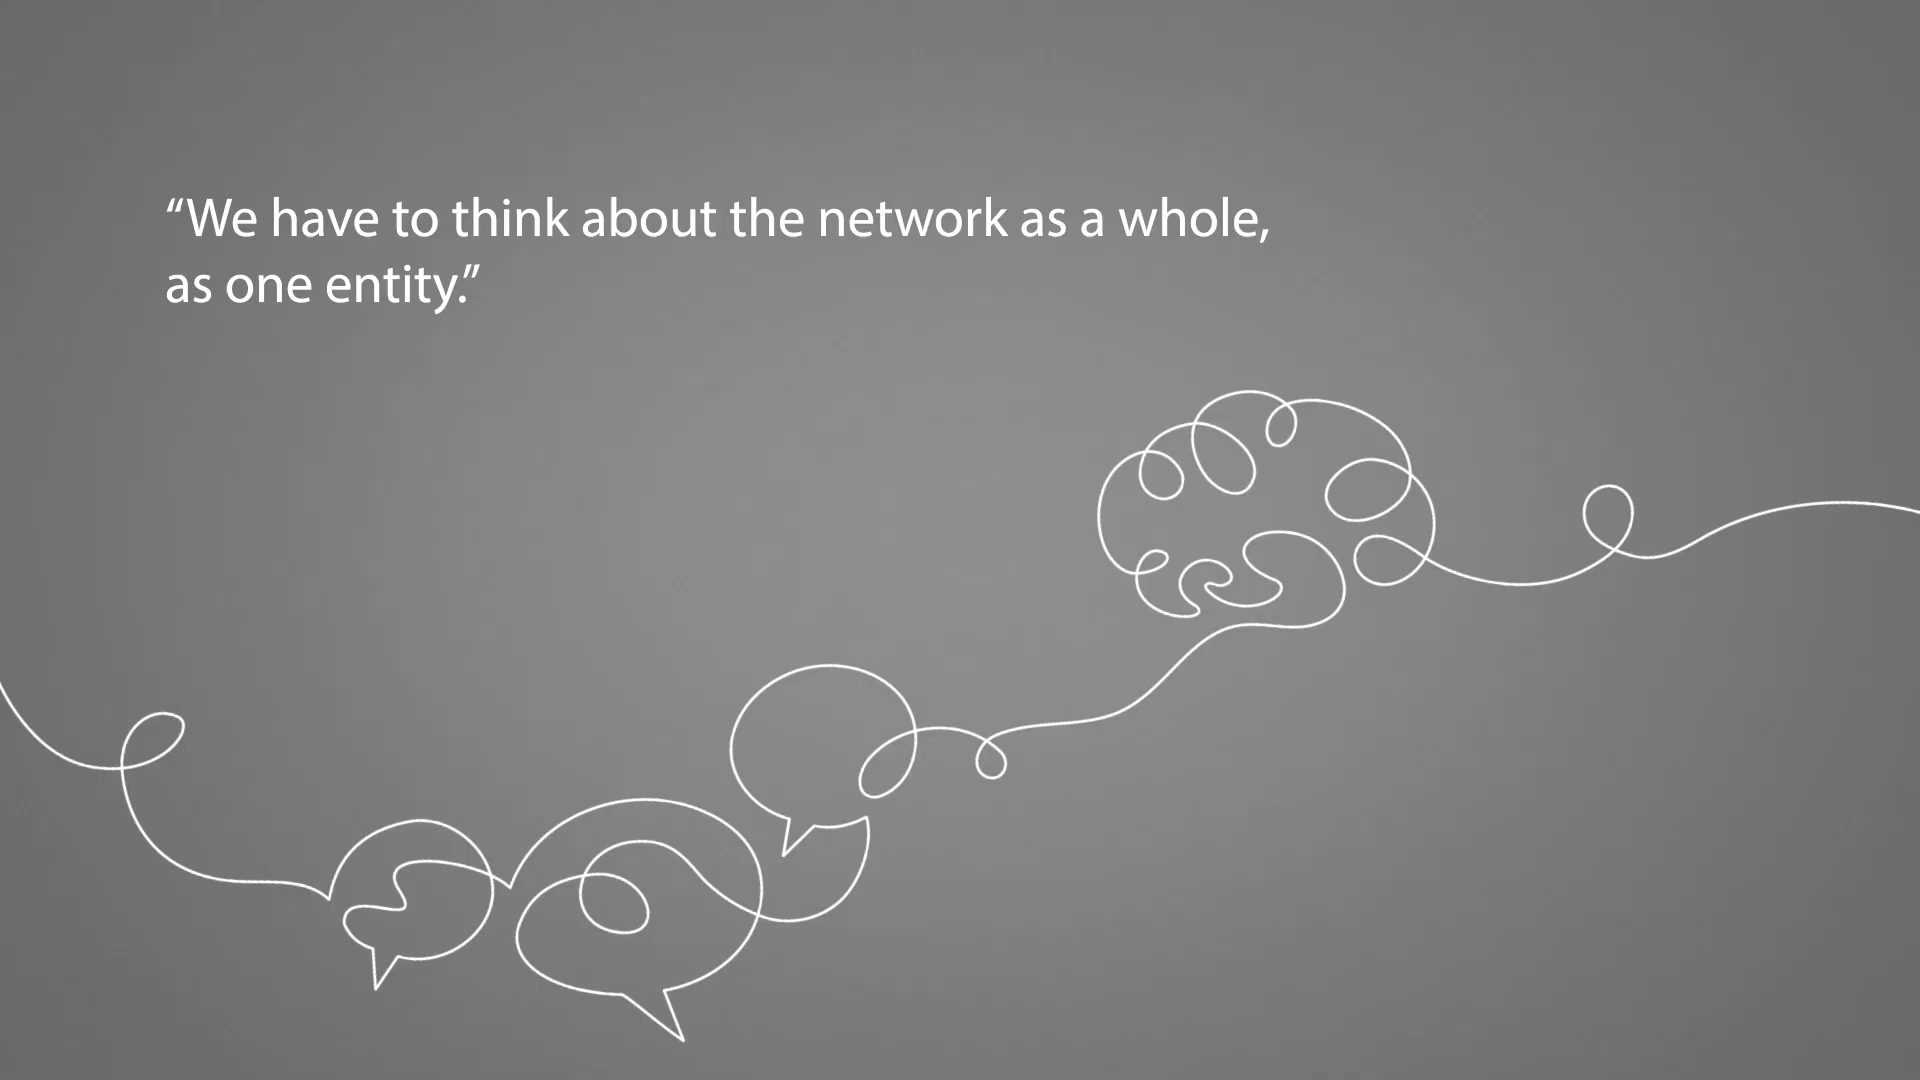 “We have to think about the network as a whole,
as one entity.”